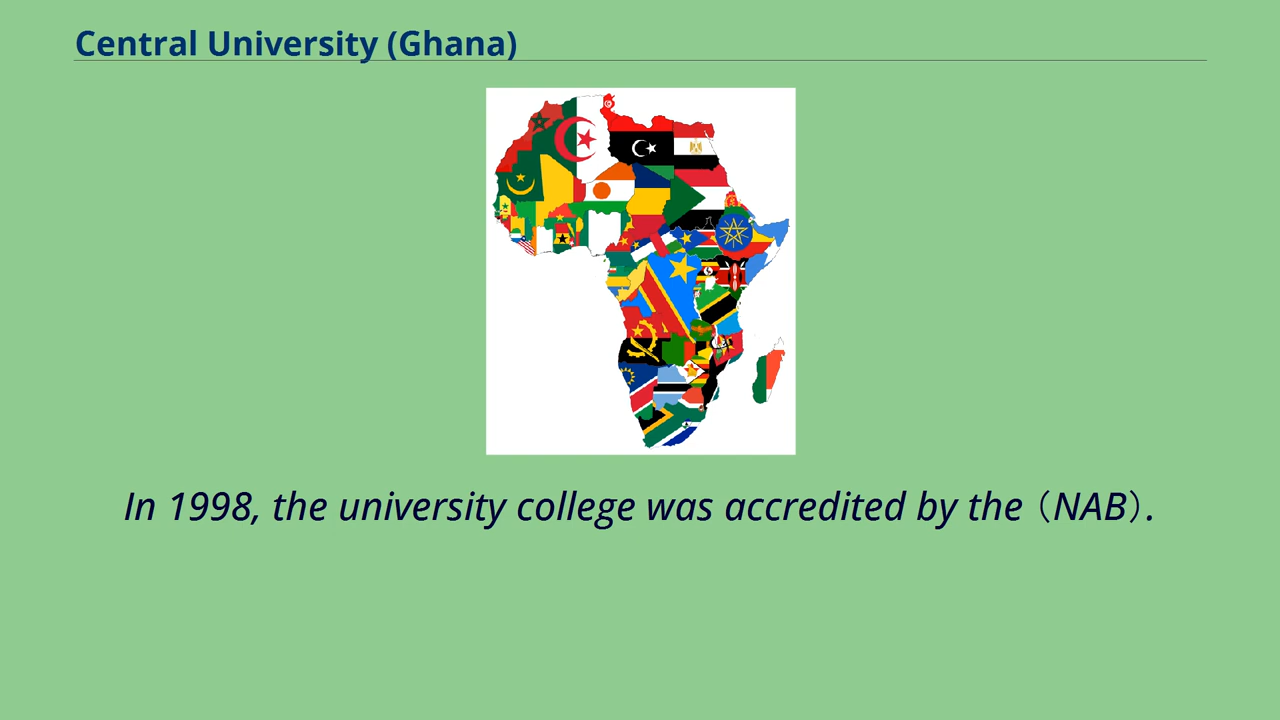 Central University (Ghana)
In 1998, the university college was accredited by the（NAB）.